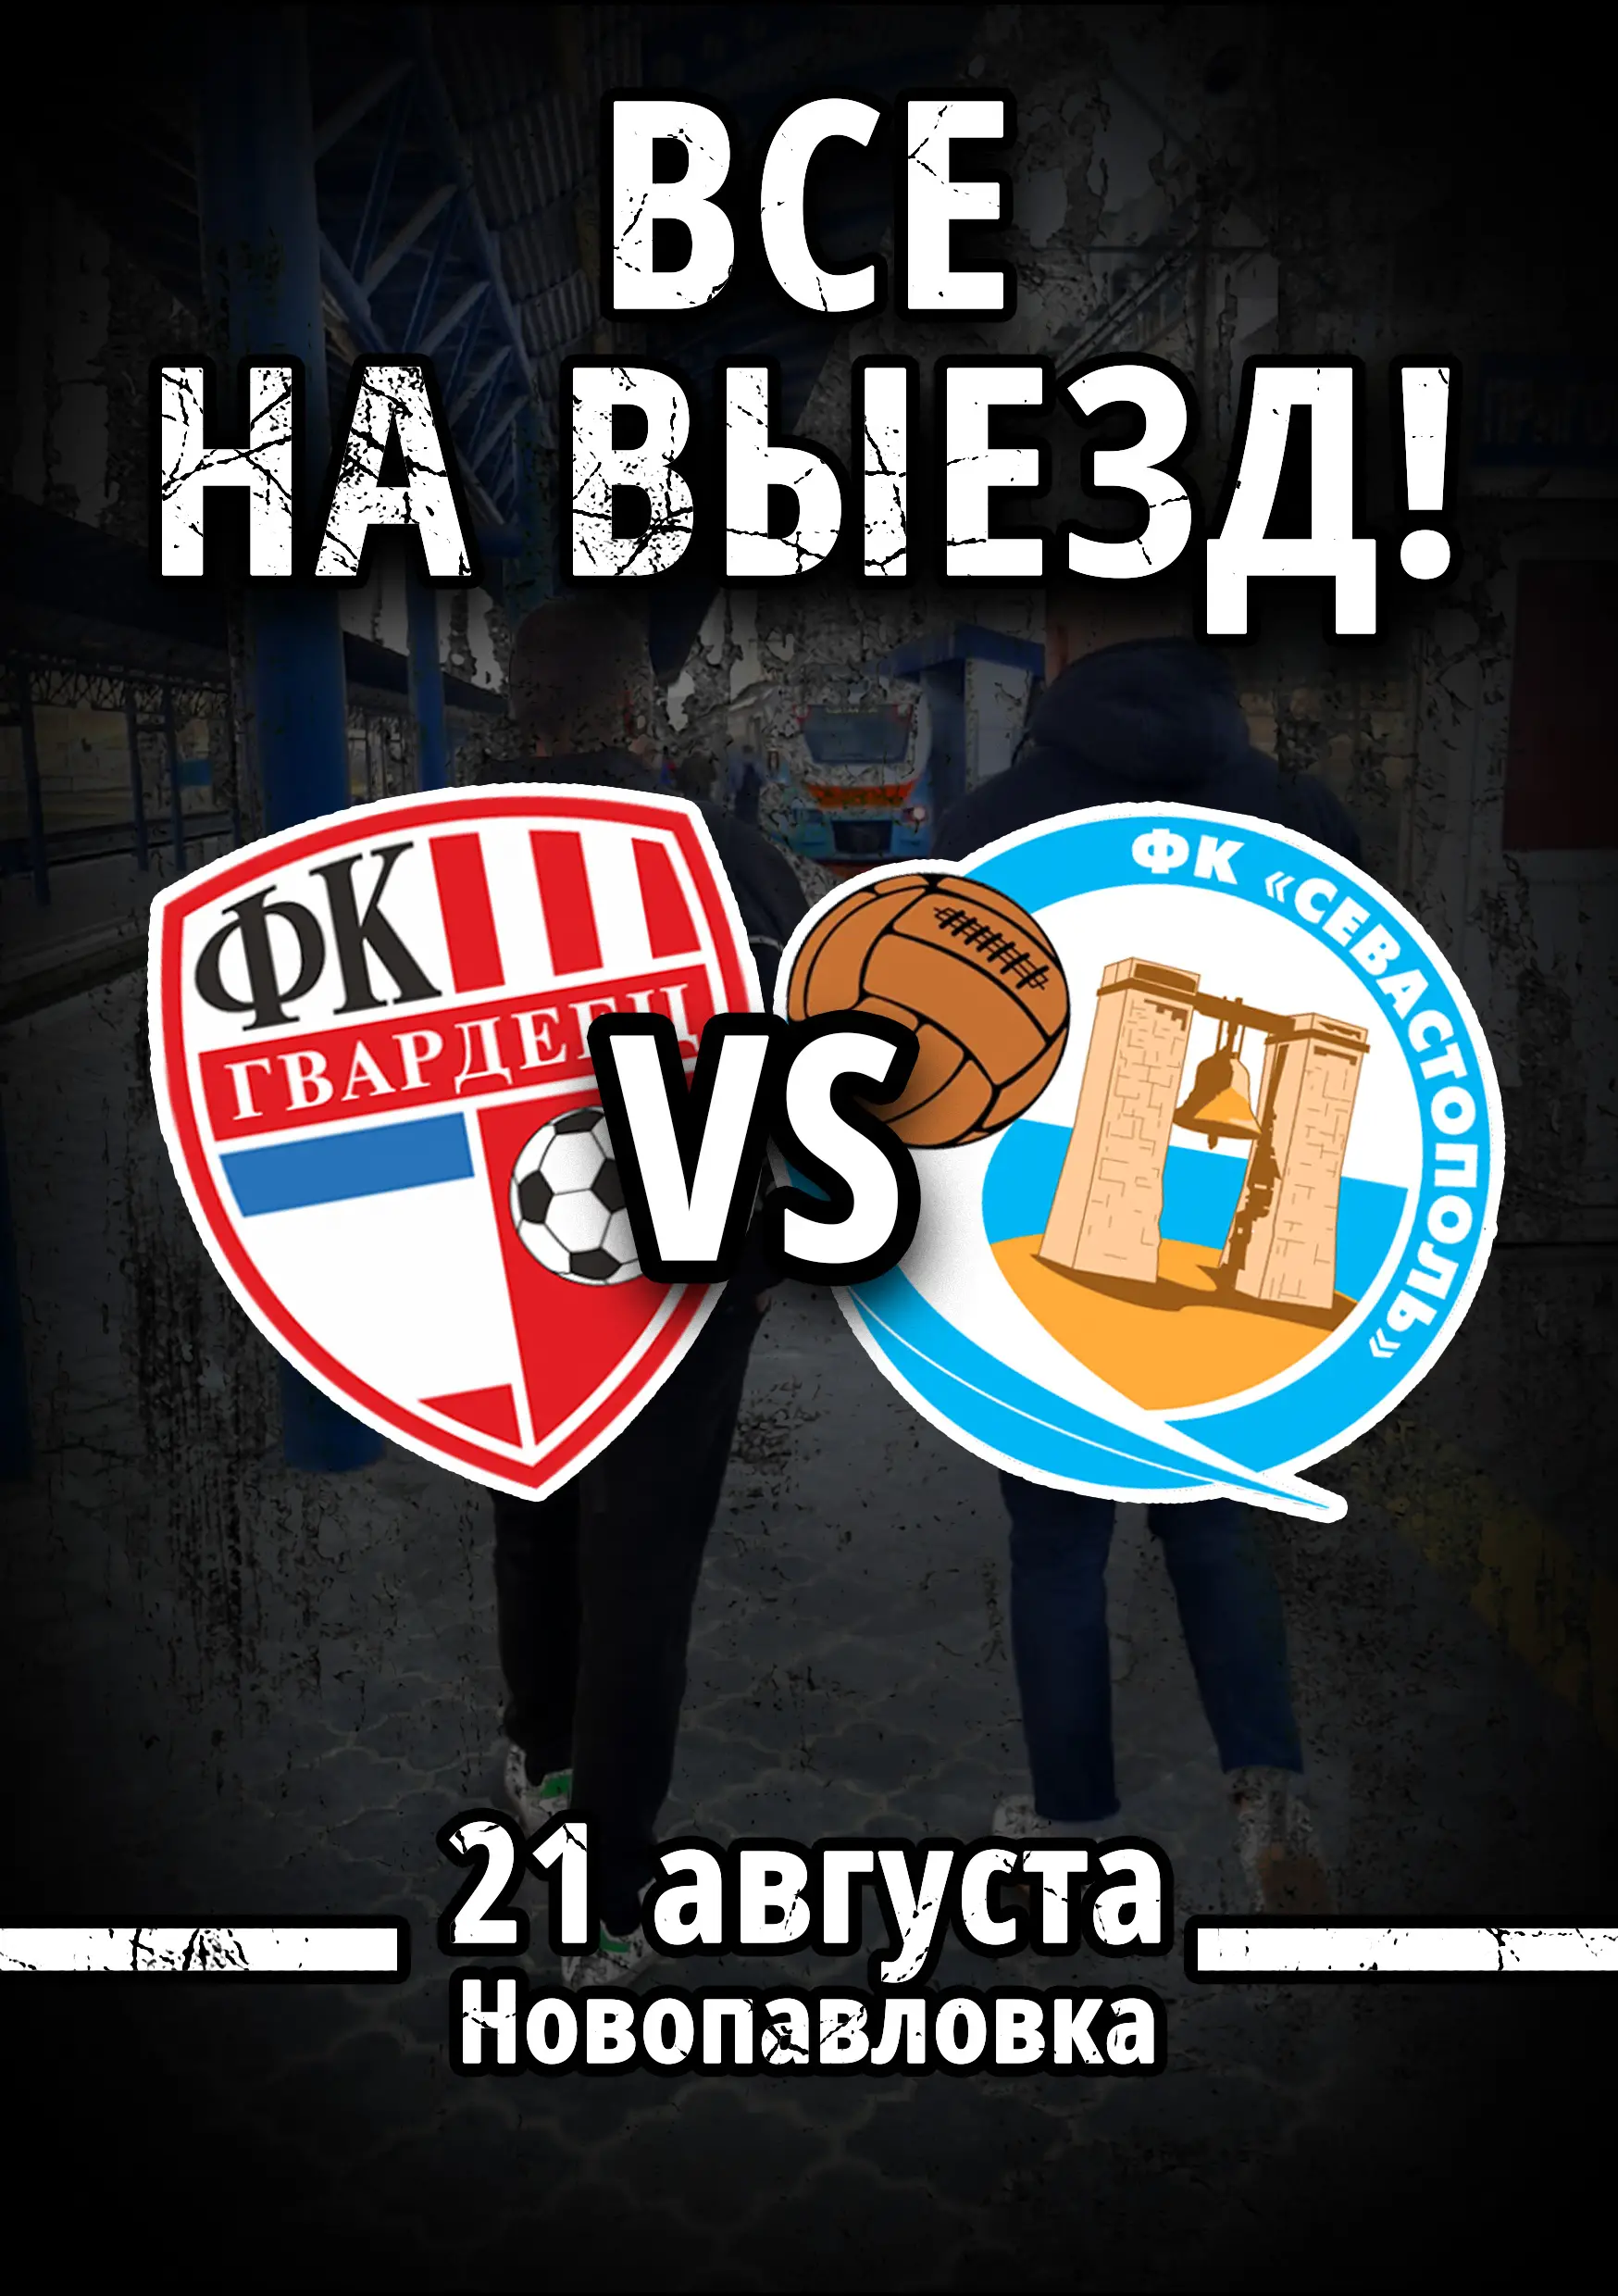 ВСЕ
НА ВЫЕЗД!
ФК
ГВАРДЕЕЦ
VS
ФК «СЕВАСТОПОЛЬ»
21 августа
Новопавловка